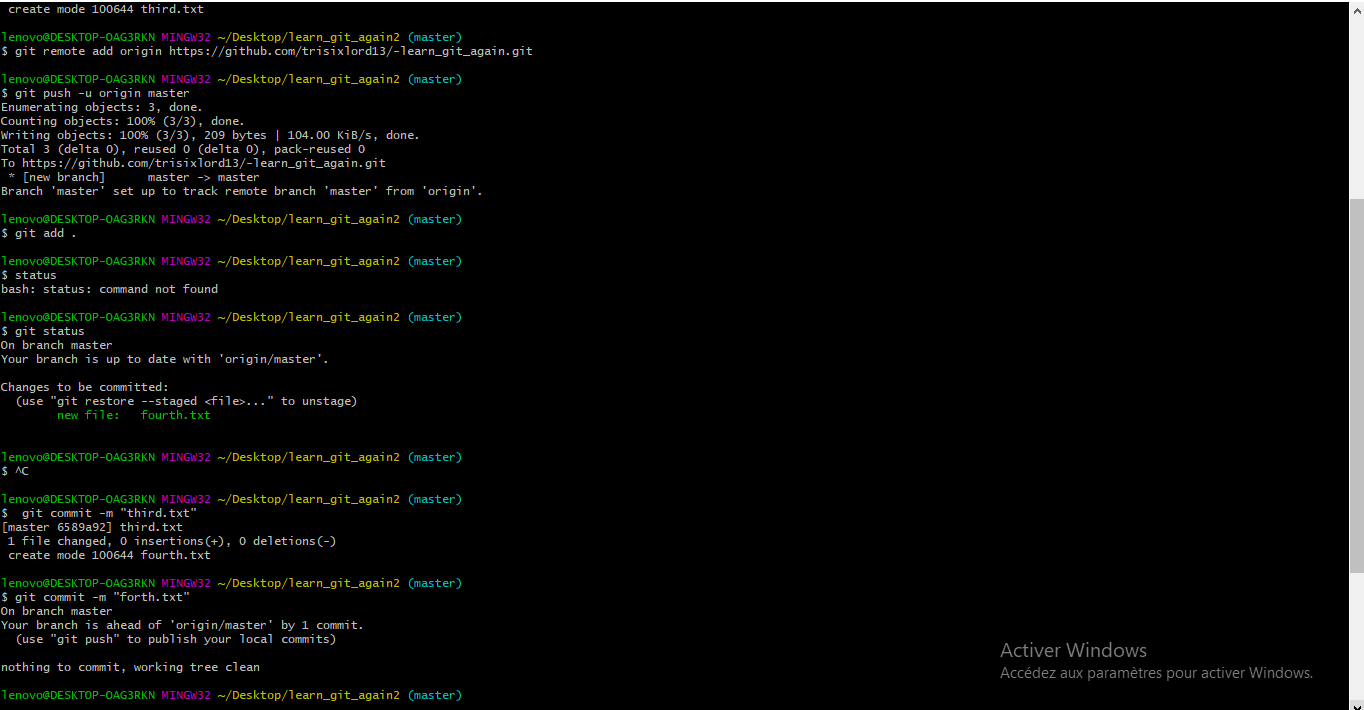 create mode 100644 third.txt
lenovo@DESKTOP-OAG3RKN MINGW32 ~/Desktop/learn_git_again2 (master)
$ git remote add origin https://github.com/trisixlord13/-learn_git_again.git
lenovo@DESKTOP-OAG3RKN MINGW32 ~/Desktop/learn_git_again2 (master)
$ git push -u origin master
Enumerating objects: 3, done.
Counting objects: 100% (3/3), done.
Writing objects: 100% (3/3), 209 bytes | 104.00 KiB/s, done.
Total 3 (delta 0), reused 0 (delta 0), pack-reused 0
To https://github.com/trisixlord13/-learn_git_again.git
 * [new branch]      master -> master
Branch 'master' set up to track remote branch 'master' from 'origin'.
lenovo@DESKTOP-OAG3RKN MINGW32 ~/Desktop/learn_git_again2 (master)
$ git add .
lenovo@DESKTOP-OAG3RKN MINGW32 ~/Desktop/learn_git_again2 (master)
$ status
bash: status: command not found
lenovo@DESKTOP-OAG3RKN MINGW32 ~/Desktop/learn_git_again2 (master)
$ git status
On branch master
Your branch is up to date with 'origin/master'.
Changes to be committed:
  (use "git restore --staged <file>..." to unstage)
        new file:   fourth.txt
lenovo@DESKTOP-OAG3RKN MINGW32 ~/Desktop/learn_git_again2 (master)
$ ^C
lenovo@DESKTOP-OAG3RKN MINGW32 ~/Desktop/learn_git_again2 (master)
$  git commit -m "third.txt"
[master 6589a92] third.txt
 1 file changed, 0 insertions(+), 0 deletions(-)
 create mode 100644 fourth.txt
lenovo@DESKTOP-OAG3RKN MINGW32 ~/Desktop/learn_git_again2 (master)
$ git commit -m "forth.txt"
On branch master
Your branch is ahead of 'origin/master' by 1 commit.
  (use "git push" to publish your local commits)
nothing to commit, working tree clean
lenovo@DESKTOP-OAG3RKN MINGW32 ~/Desktop/learn_git_again2 (master)
Activer Windows
Accédez aux paramètres pour activer Windows.